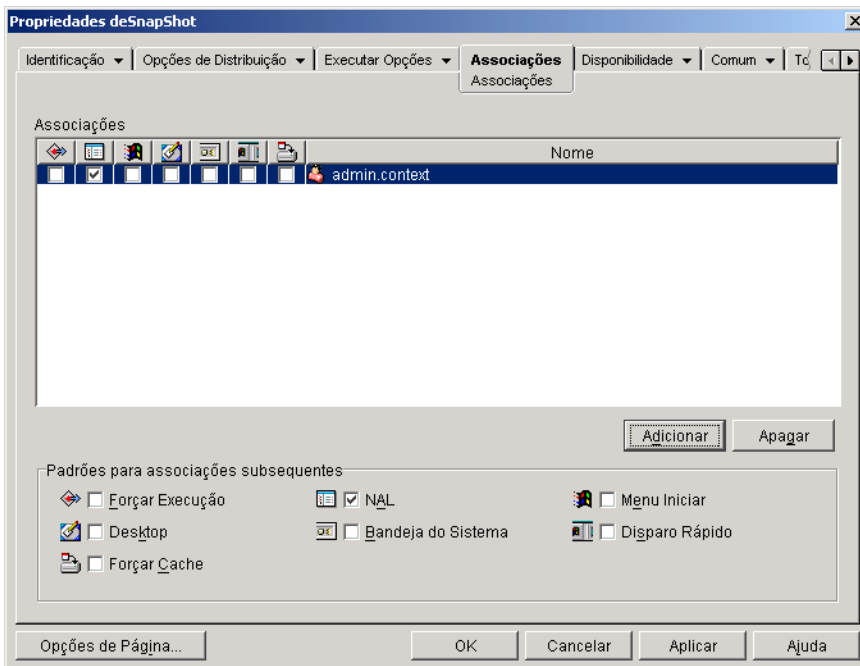 Propriedades deSnapShot
Identificação
Opções de Distribuição
Executar Opções
Associações
Disponibilidade
Comum
Associações
Associações
Nome
admin.context
Adicionar
Apagar
Padrões para associações subsequentes
Forçar Execução
NAL
Menu Iniciar
Desktop
Bandeja do Sistema
Disparo Rápido
Forçar Cache
Opções de Página...
OK
Cancelar
Aplicar
Ajuda